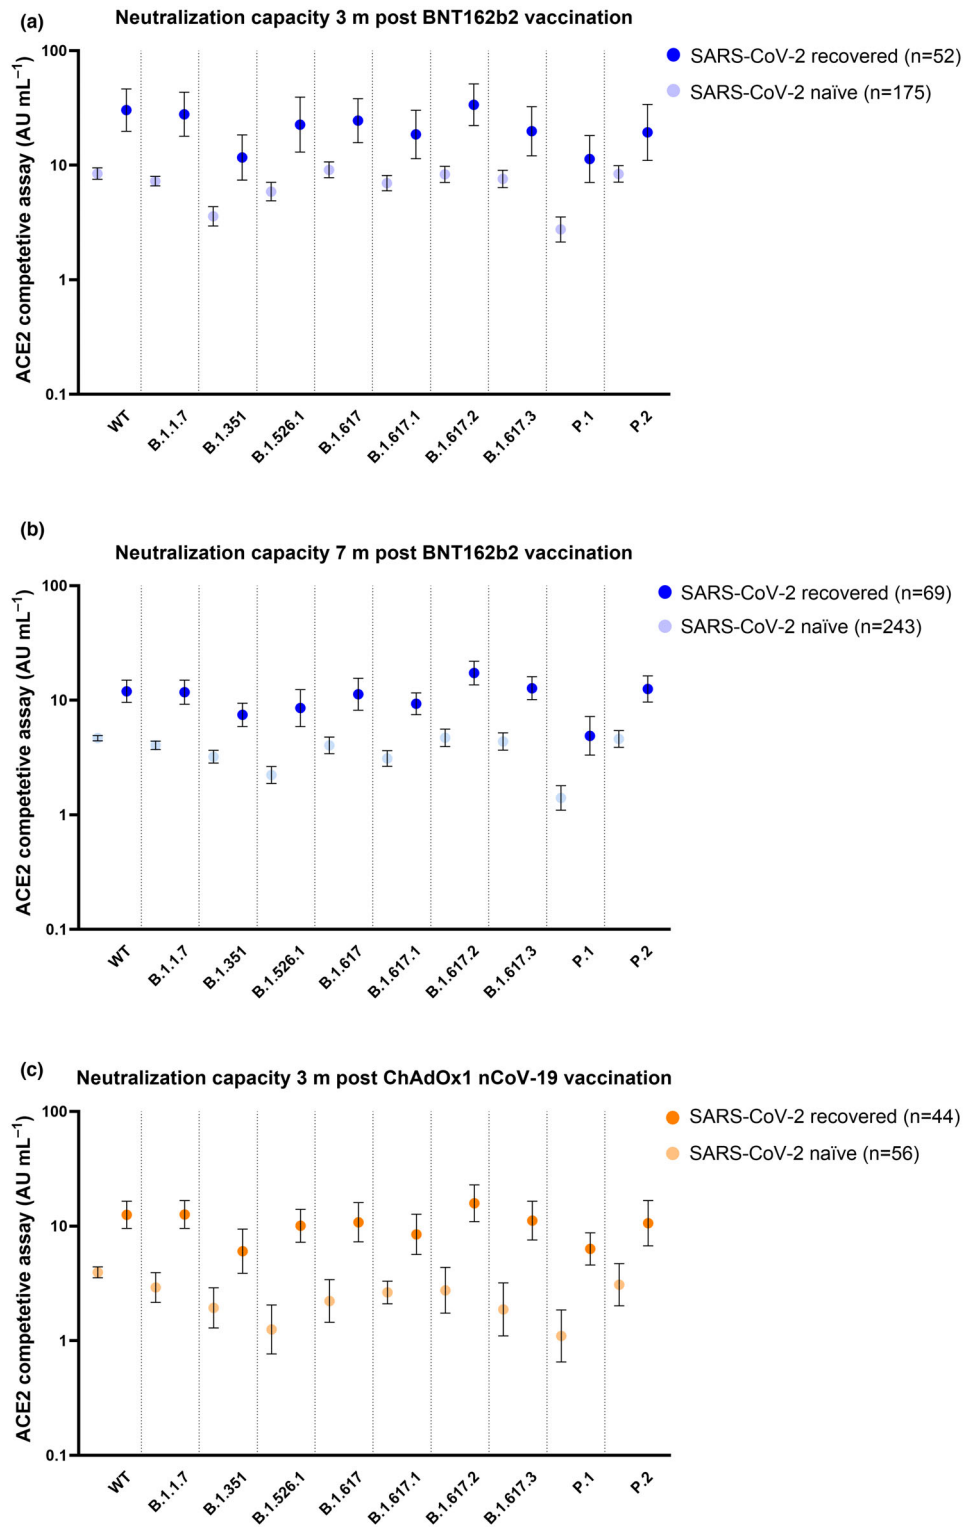 (a)
Neutralization capacity 3 m post BNT162b2 vaccination
ACE2 competetive assay (AU mL⁻¹)
100
10
1
0.1
SARS-CoV-2 recovered (n=52)
SARS-CoV-2 naïve (n=175)
WT
B.1.1.7
B.1.351
B.1.526.1
B.1.617
B.1.617.1
B.1.617.2
B.1.617.3
P.1
P.2
(b)
Neutralization capacity 7 m post BNT162b2 vaccination
ACE2 competetive assay (AU mL⁻¹)
100
10
1
0.1
SARS-CoV-2 recovered (n=69)
SARS-CoV-2 naïve (n=243)
WT
B.1.1.7
B.1.351
B.1.526.1
B.1.617
B.1.617.1
B.1.617.2
B.1.617.3
P.1
P.2
(c)
Neutralization capacity 3 m post ChAdOx1 nCoV-19 vaccination
ACE2 competetive assay (AU mL⁻¹)
100
10
1
0.1
SARS-CoV-2 recovered (n=44)
SARS-CoV-2 naïve (n=56)
WT
B.1.1.7
B.1.351
B.1.526.1
B.1.617
B.1.617.1
B.1.617.2
B.1.617.3
P.1
P.2